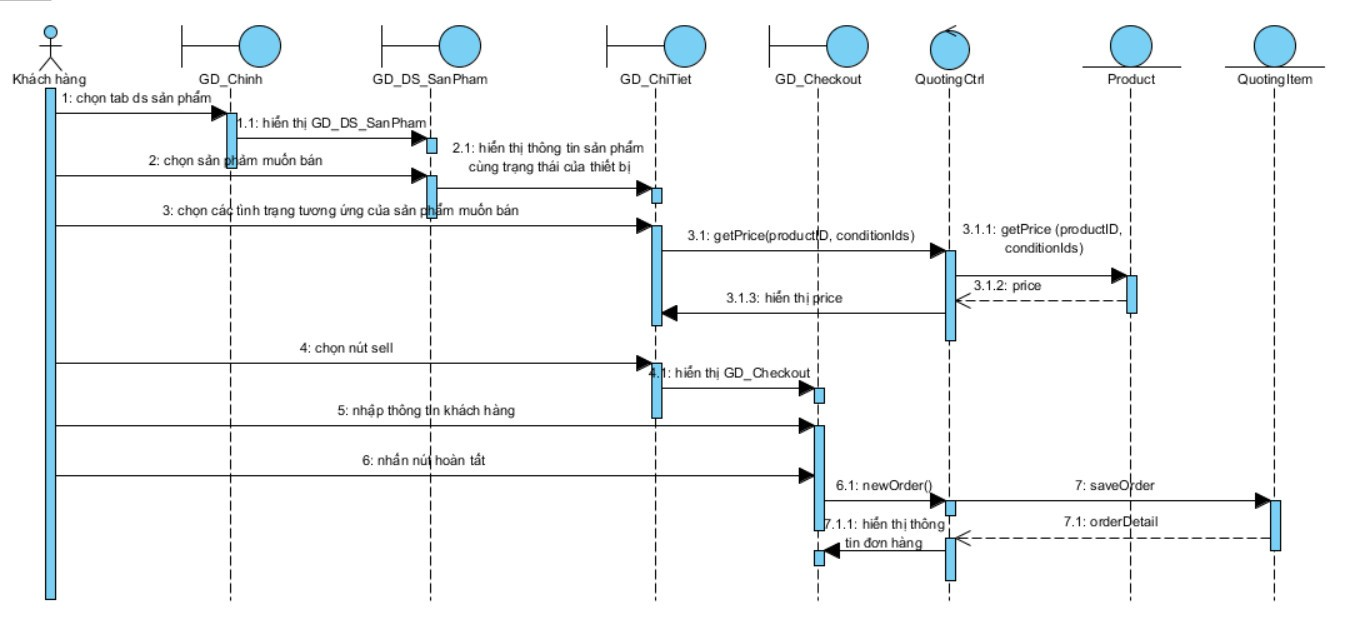 Khách hàng
GD_Chinh
GD_DS_SanPham
GD_ChiTiet
GD_Checkout
QuotingCtrl
Product
QuotingItem
1: chọn tab ds sản phẩm
1.1: hiển thị GD_DS_SanPham
2: chọn sản phẩm muốn bán
2.1: hiển thị thông tin sản phẩm
cùng trạng thái của thiết bị
3: chọn các tình trạng tương ứng của sản phẩm muốn bán
3.1: getPrice(productID, conditionIds)
3.1.1: getPrice (productID,
conditionIds)
3.1.2: price
3.1.3: hiển thị price
4: chọn nút sell
4.1: hiển thị GD_Checkout
5: nhập thông tin khách hàng
6: nhấn nút hoàn tất
6.1: newOrder()
7: saveOrder
7.1: orderDetail
7.1.1: hiển thị thông
tin đơn hàng